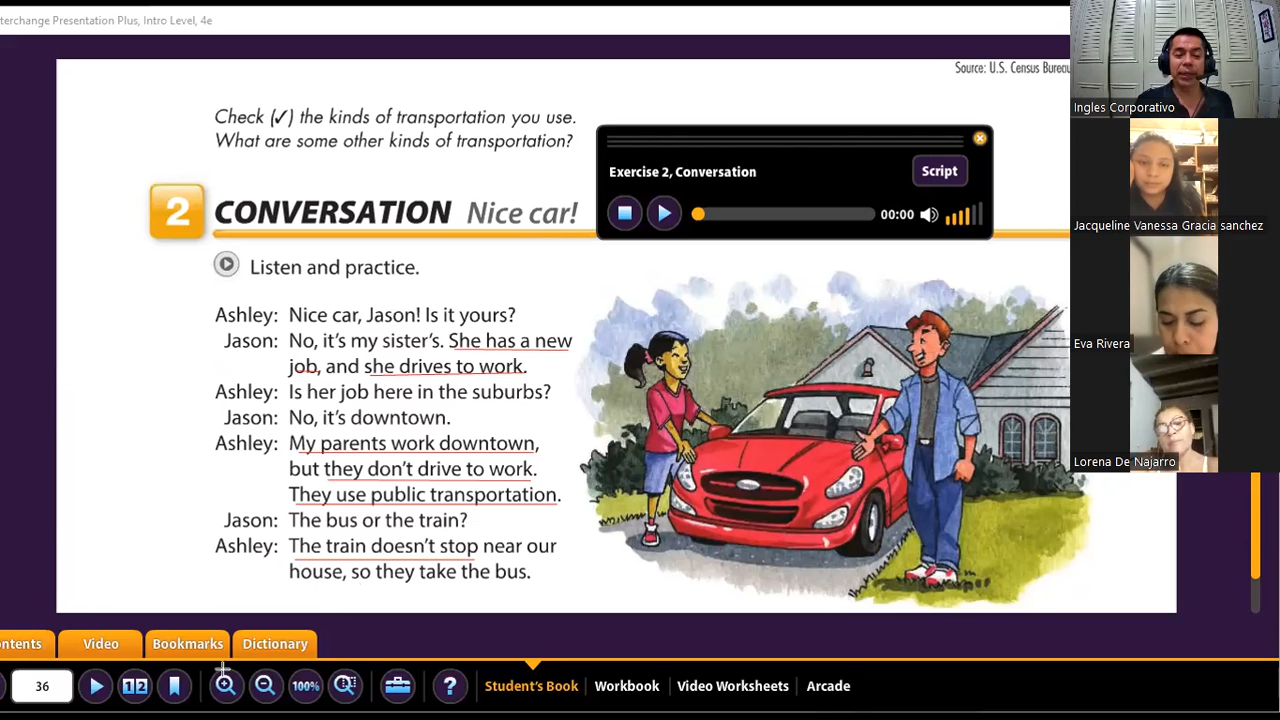 terchange Presentation Plus, Intro Level, 4e
Source: U.S. Census Bureau
Check (✓) the kinds of transportation you use.
What are some other kinds of transportation?
Exercise 2, Conversation
Script
00:00
2 CONVERSATION Nice car!
Listen and practice.
Ashley: Nice car, Jason! Is it yours?
Jason: No, it's my sister's. She has a new
job, and she drives to work.
Ashley: Is her job here in the suburbs?
Jason: No, it's downtown.
Ashley: My parents work downtown,
but they don't drive to work.
They use public transportation.
Jason: The bus or the train?
Ashley: The train doesn't stop near our
house, so they take the bus.
Ingles Corporativo
Jacqueline Vanessa Gracia sanchez
Eva Rivera
Lorena De Najarro
ontents Video Bookmarks Dictionary
36 12 100% ? Student's Book Workbook Video Worksheets Arcade